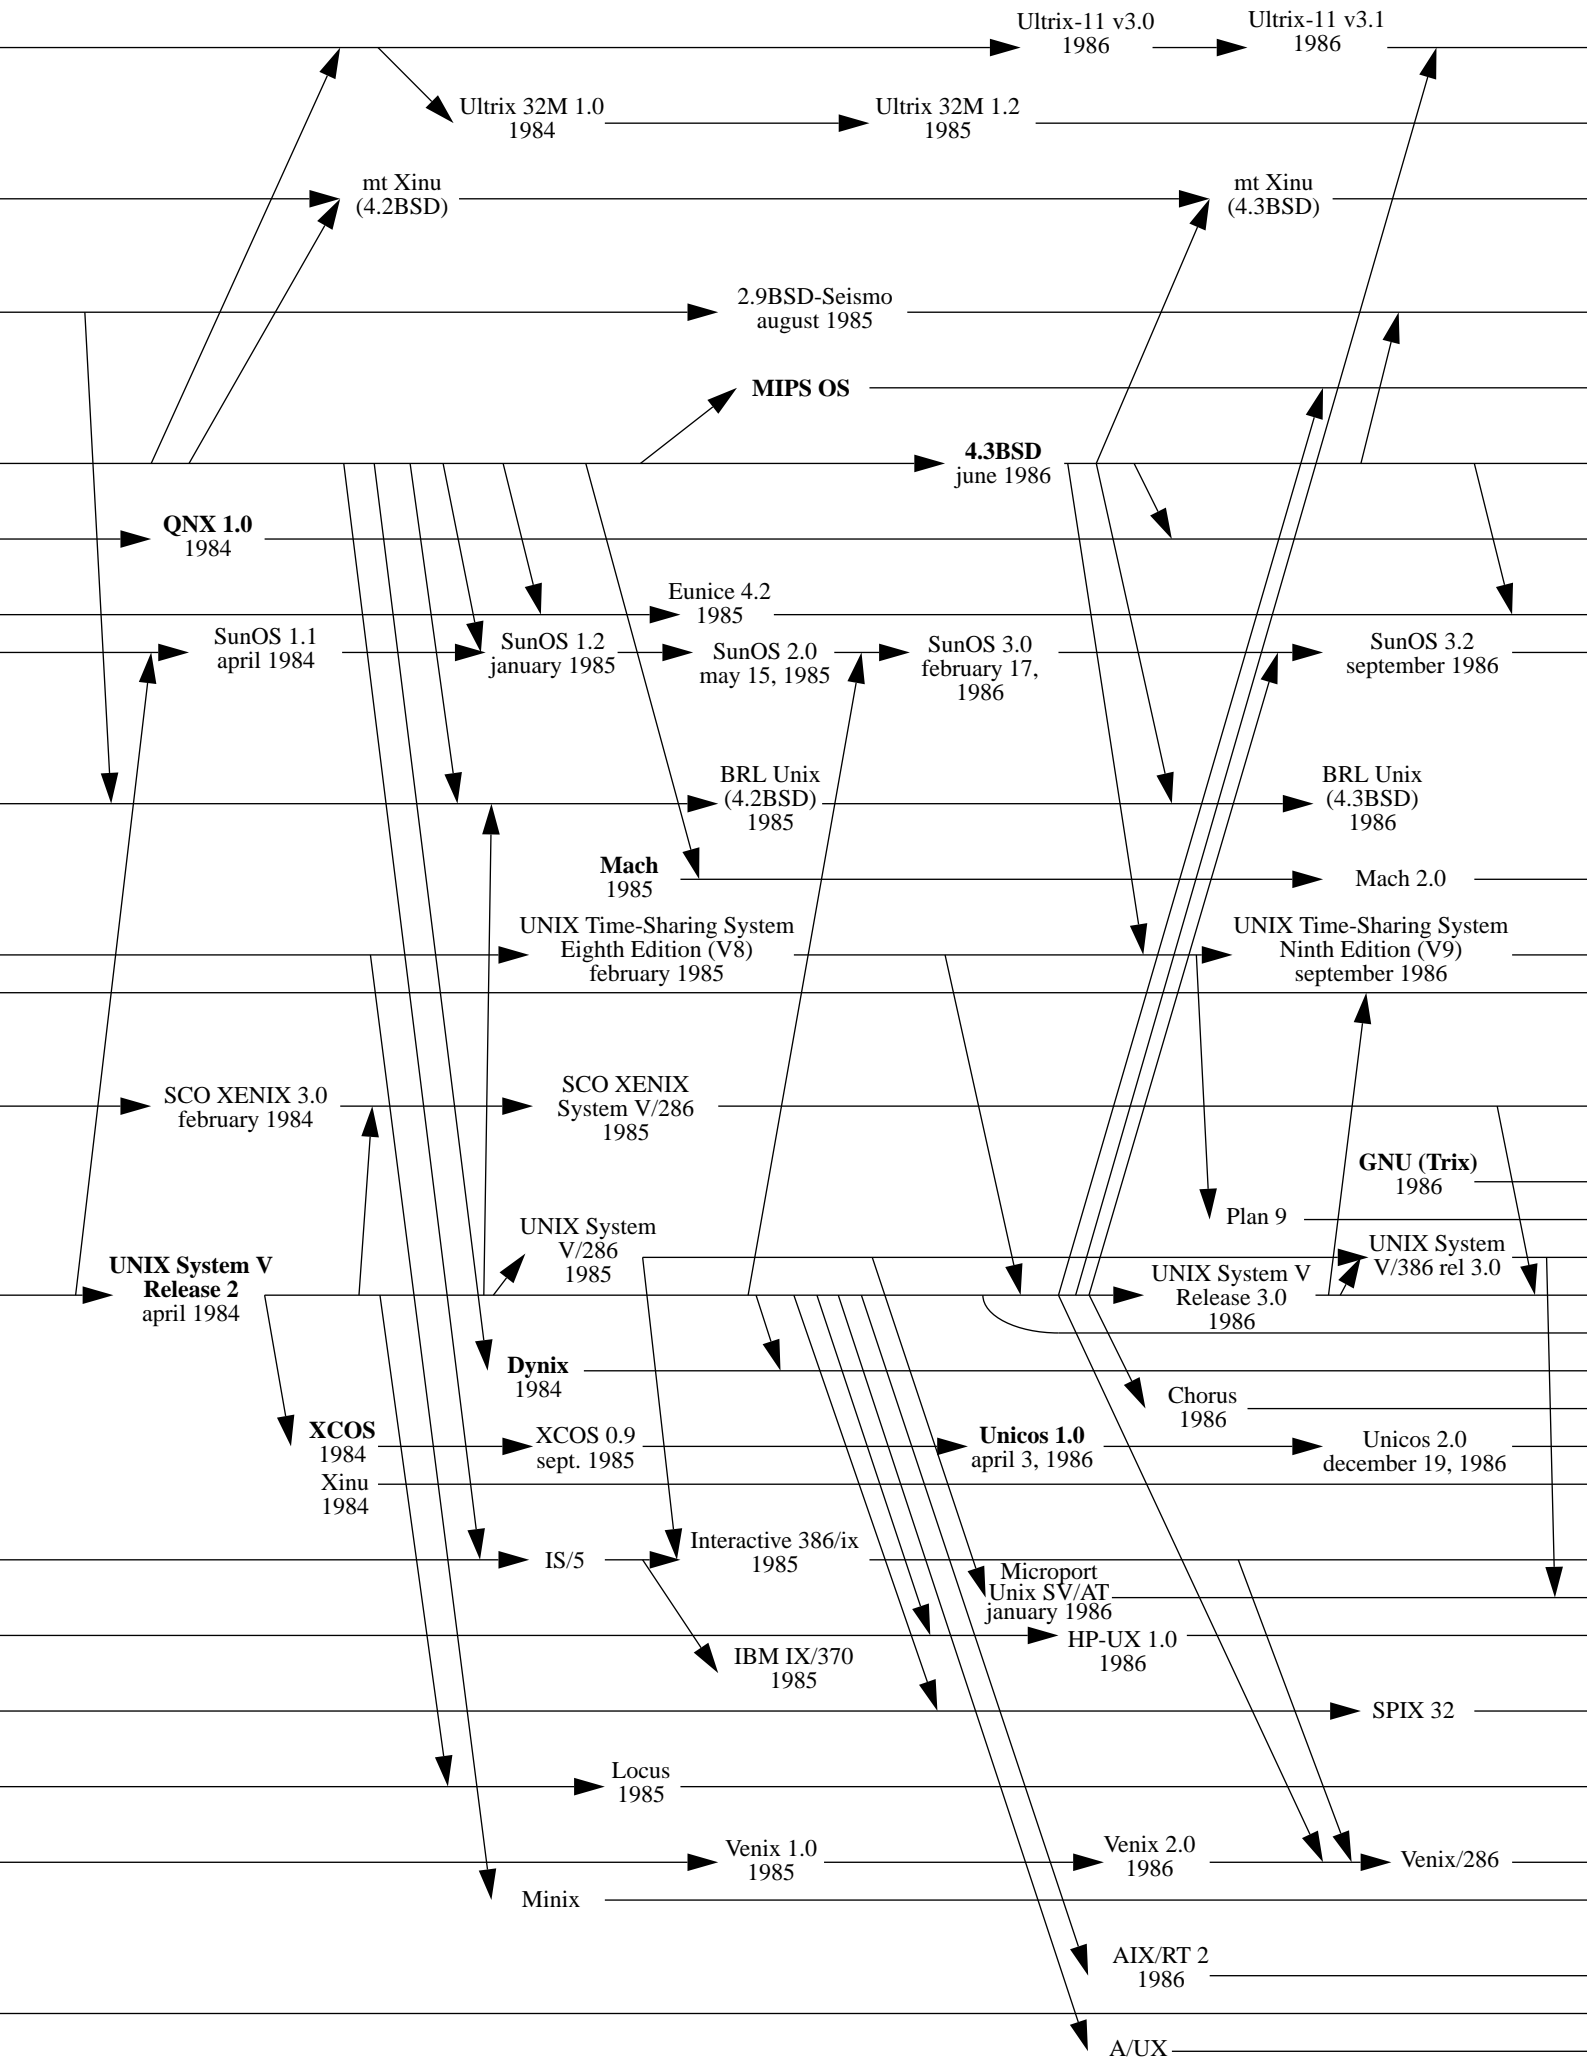 Ultrix-11 v3.0
1986
Ultrix-11 v3.1
1986
Ultrix 32M 1.0
1984
Ultrix 32M 1.2
1985
mt Xinu
(4.2BSD)
mt Xinu
(4.3BSD)
2.9BSD-Seismo
august 1985
MIPS OS
4.3BSD
june 1986
QNX 1.0
1984
Eunice 4.2
1985
SunOS 1.1
april 1984
SunOS 1.2
january 1985
SunOS 2.0
may 15, 1985
SunOS 3.0
february 17,
1986
SunOS 3.2
september 1986
BRL Unix
(4.2BSD)
1985
BRL Unix
(4.3BSD)
1986
Mach
1985
Mach 2.0
UNIX Time-Sharing System
Eighth Edition (V8)
february 1985
UNIX Time-Sharing System
Ninth Edition (V9)
september 1986
SCO XENIX 3.0
february 1984
SCO XENIX
System V/286
1985
GNU (Trix)
1986
Plan 9
UNIX System V
Release 2
april 1984
UNIX System
V/286
1985
UNIX System V
Release 3.0
1986
UNIX System
V/386 rel 3.0
Dynix
1984
Chorus
1986
XCOS
1984
XCOS 0.9
sept. 1985
Unicos 1.0
april 3, 1986
Unicos 2.0
december 19, 1986
Xinu
1984
IS/5
Interactive 386/ix
1985
Microport
Unix SV/AT
january 1986
HP-UX 1.0
1986
IBM IX/370
1985
SPIX 32
Locus
1985
Venix 1.0
1985
Venix 2.0
1986
Venix/286
Minix
AIX/RT 2
1986
A/UX